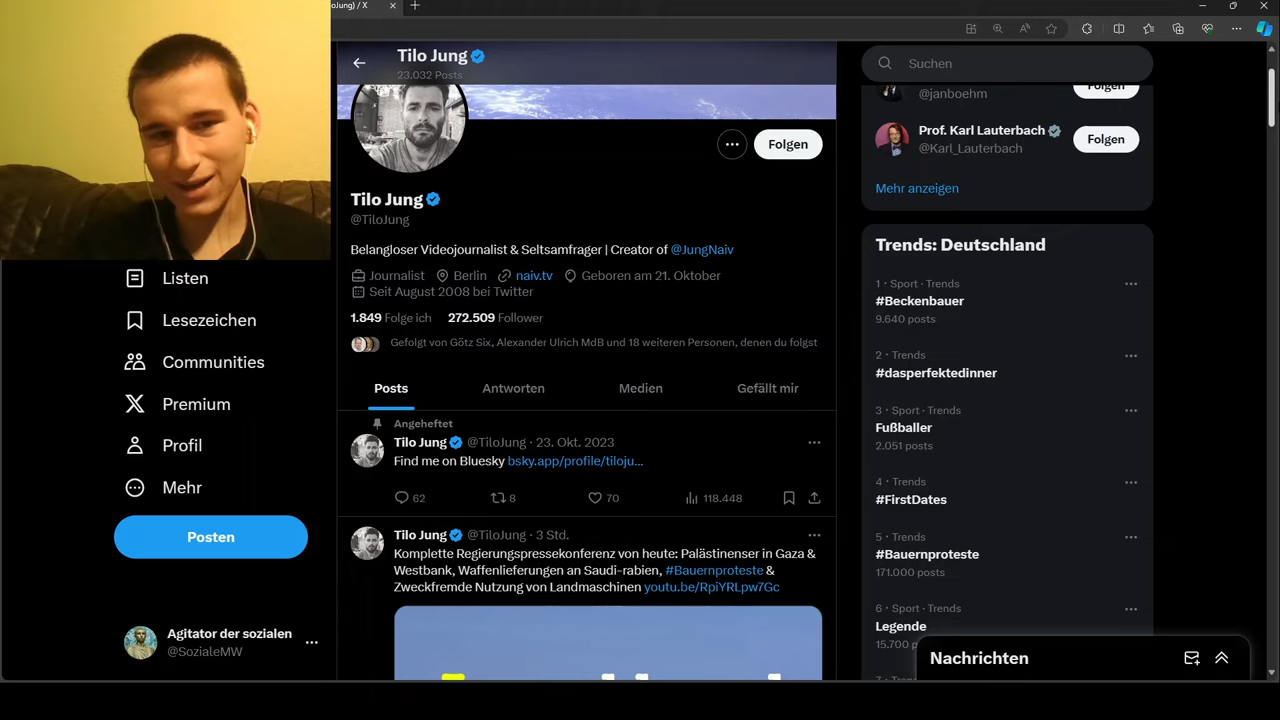 oJung) / X
Tilo Jung
23.032 Posts
Folgen
Tilo Jung
@TiloJung
Belangloser Videojournalist & Seltsamfrager | Creator of @JungNaiv
Journalist Berlin naiv.tv Geboren am 21. Oktober
Seit August 2008 bei Twitter
1.849 Folge ich 272.509 Follower
Gefolgt von Götz Six, Alexander Ulrich MdB und 18 weiteren Personen, denen du folgst
Posts Antworten Medien Gefällt mir
Angeheftet
Tilo Jung @TiloJung · 23. Okt. 2023
Find me on Bluesky bsky.app/profile/tiloju...
62 8 70 118.448
Tilo Jung @TiloJung · 3 Std.
Komplette Regierungspressekonferenz von heute: Palästinenser in Gaza &
Westbank, Waffenlieferungen an Saudi-rabien, #Bauernproteste &
Zweckfremde Nutzung von Landmaschinen youtu.be/RpiYRLpw7Gc
Listen
Lesezeichen
Communities
Premium
Profil
Mehr
Posten
Agitator der sozialen
@SozialeMW
Suchen
@janboehm
Folgen
Prof. Karl Lauterbach
@Karl_Lauterbach
Folgen
Mehr anzeigen
Trends: Deutschland
1 · Sport · Trends
#Beckenbauer
9.640 posts
2 · Trends
#dasperfektedinner
3 · Sport · Trends
Fußballer
2.051 posts
4 · Trends
#FirstDates
5 · Trends
#Bauernproteste
171.000 posts
6 · Sport · Trends
Legende
15.700 po
Nachrichten